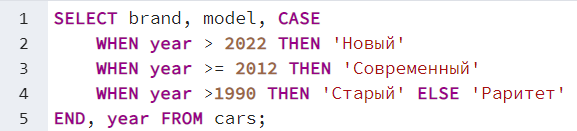 1 SELECT brand, model, CASE
2     WHEN year > 2022 THEN 'Новый'
3     WHEN year >= 2012 THEN 'Современный'
4     WHEN year >1990 THEN 'Старый' ELSE 'Раритет'
5 END, year FROM cars;